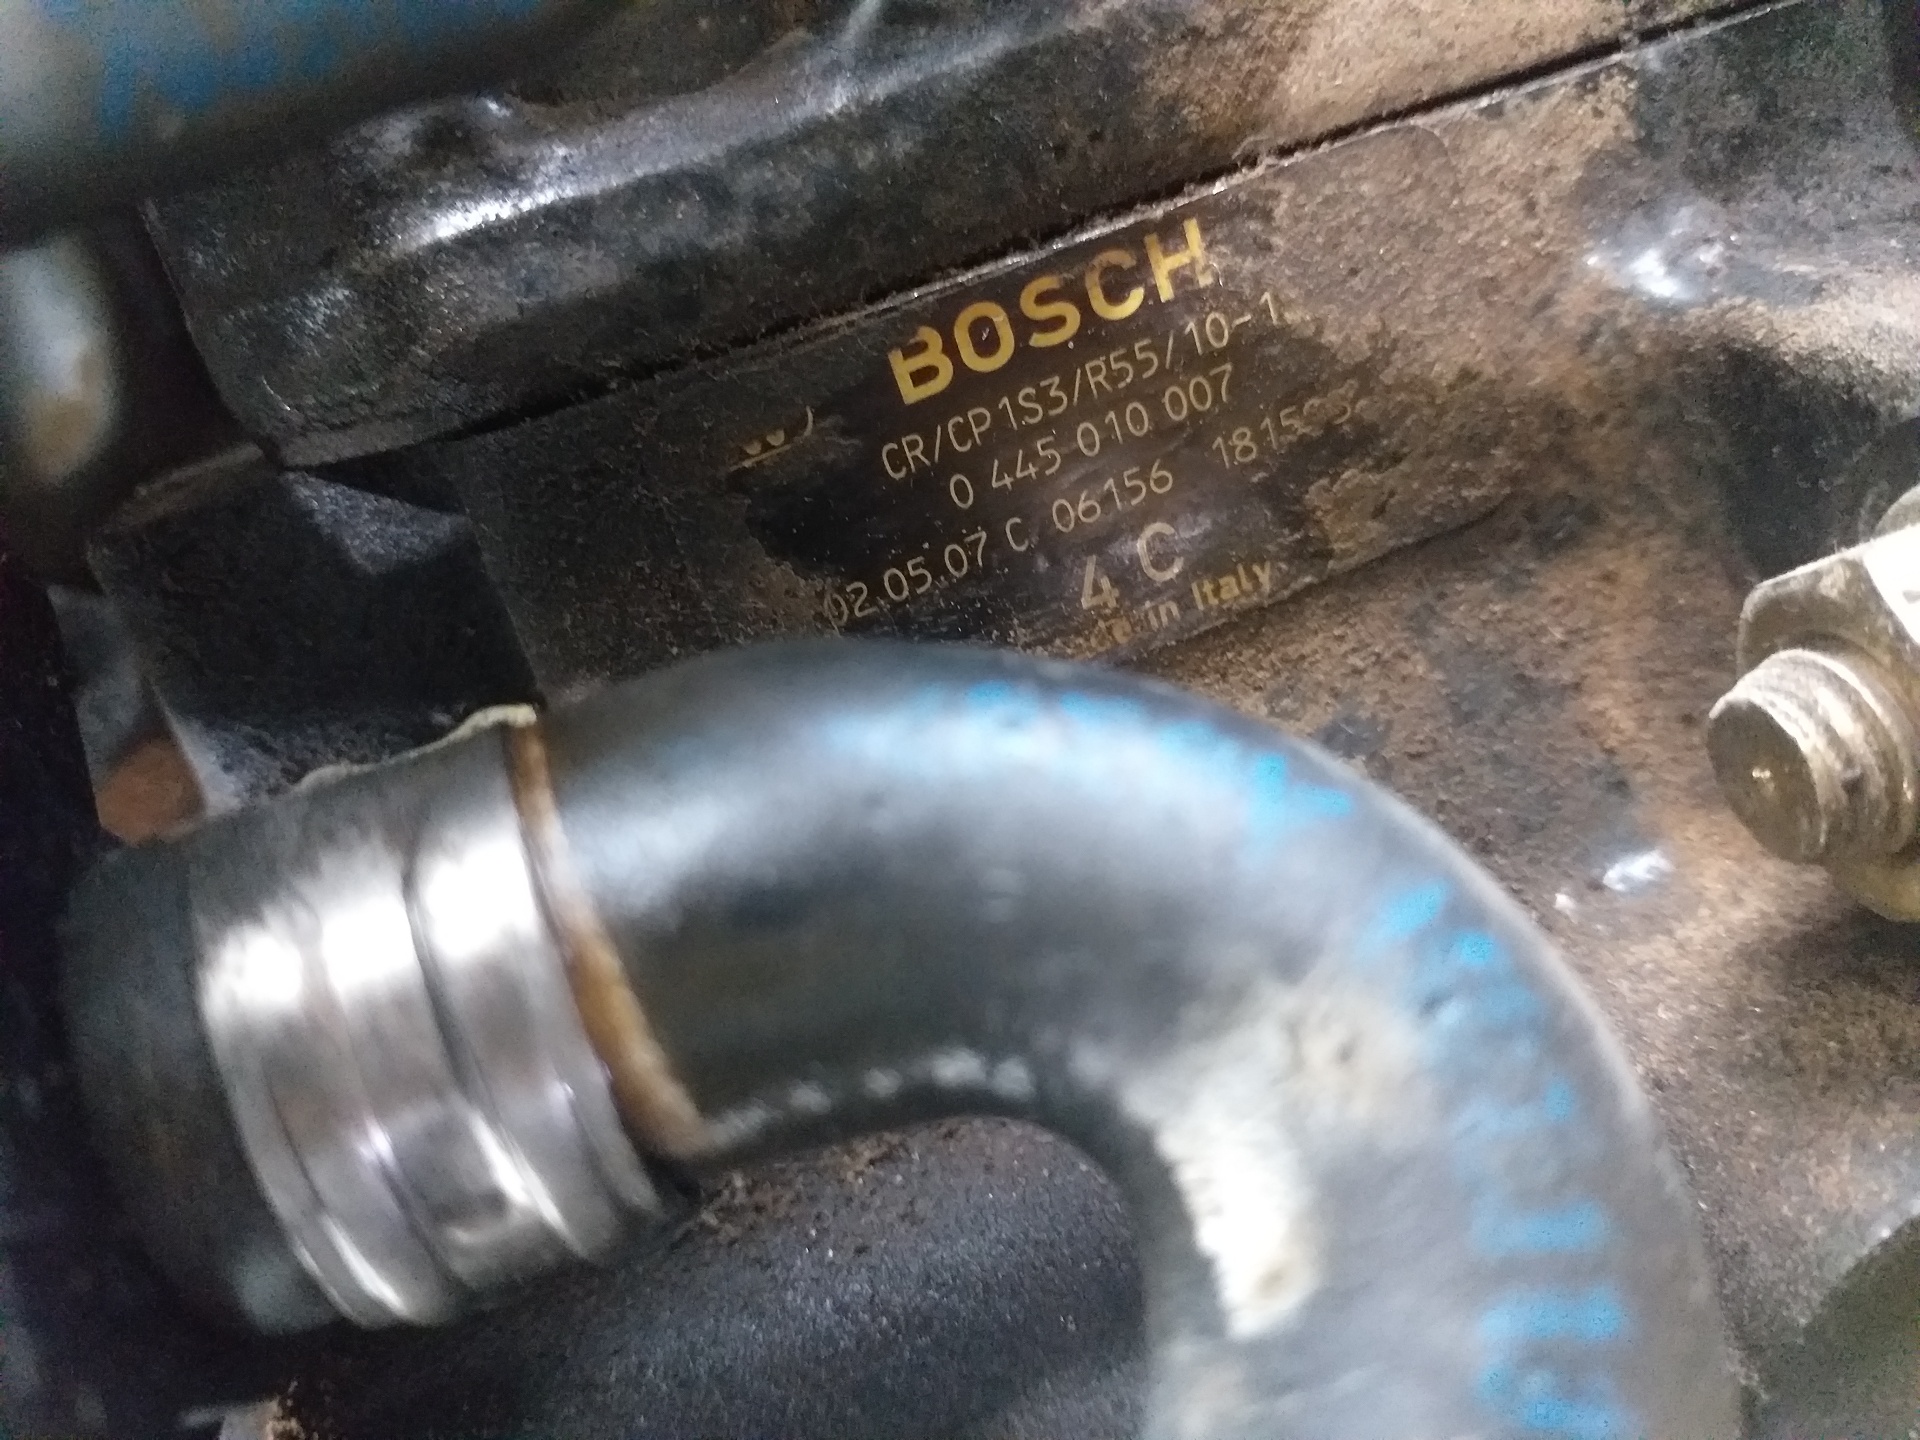 BOSCH
CR/CP1S3/R55/10-1
0 445 010 007
02.05.07 C 06156
4 C
in Italy